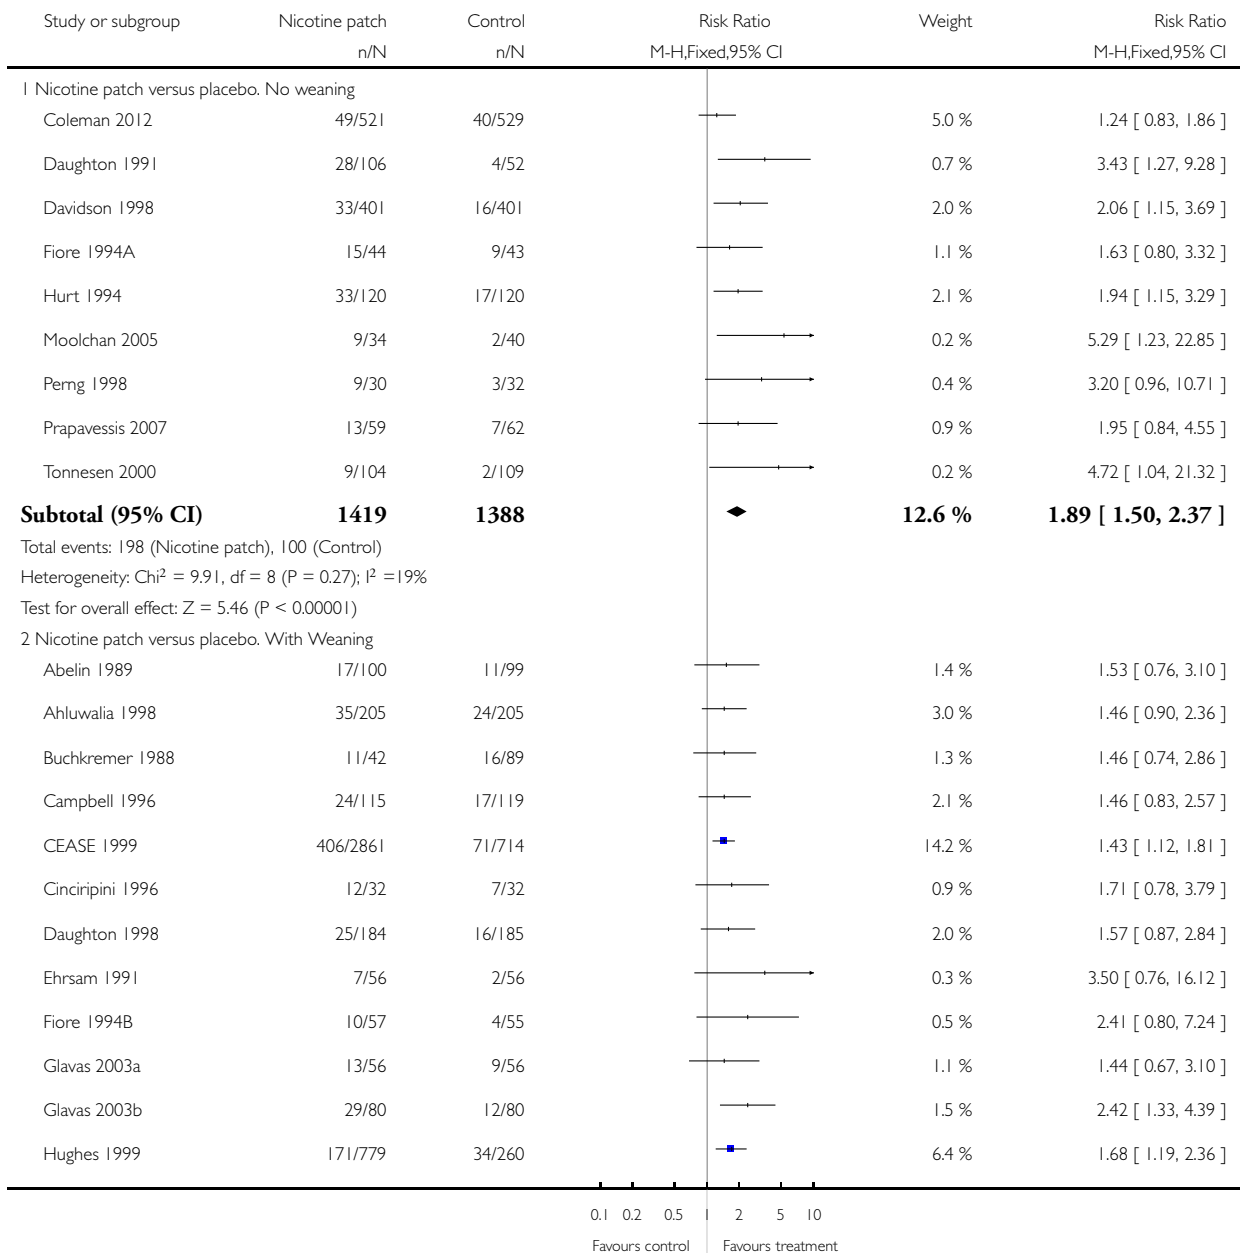 Study or subgroup Nicotine patch Control Risk Ratio Weight Risk Ratio
n/N n/N M-H,Fixed,95% CI M-H,Fixed,95% CI
1 Nicotine patch versus placebo. No weaning
Coleman 2012 49/521 40/529 5.0 % 1.24 [ 0.83, 1.86 ]
Daughton 1991 28/106 4/52 0.7 % 3.43 [ 1.27, 9.28 ]
Davidson 1998 33/401 16/401 2.0 % 2.06 [ 1.15, 3.69 ]
Fiore 1994A 15/44 9/43 1.1 % 1.63 [ 0.80, 3.32 ]
Hurt 1994 33/120 17/120 2.1 % 1.94 [ 1.15, 3.29 ]
Moolchan 2005 9/34 2/40 0.2 % 5.29 [ 1.23, 22.85 ]
Perng 1998 9/30 3/32 0.4 % 3.20 [ 0.96, 10.71 ]
Prapavessis 2007 13/59 7/62 0.9 % 1.95 [ 0.84, 4.55 ]
Tonnesen 2000 9/104 2/109 0.2 % 4.72 [ 1.04, 21.32 ]
Subtotal (95% CI) 1419 1388 12.6 % 1.89 [ 1.50, 2.37 ]
Total events: 198 (Nicotine patch), 100 (Control)
Heterogeneity: Chi² = 9.91, df = 8 (P = 0.27); I² =19%
Test for overall effect: Z = 5.46 (P < 0.00001)
2 Nicotine patch versus placebo. With Weaning
Abelin 1989 17/100 11/99 1.4 % 1.53 [ 0.76, 3.10 ]
Ahluwalia 1998 35/205 24/205 3.0 % 1.46 [ 0.90, 2.36 ]
Buchkremer 1988 11/42 16/89 1.3 % 1.46 [ 0.74, 2.86 ]
Campbell 1996 24/115 17/119 2.1 % 1.46 [ 0.83, 2.57 ]
CEASE 1999 406/2861 71/714 14.2 % 1.43 [ 1.12, 1.81 ]
Cinciripini 1996 12/32 7/32 0.9 % 1.71 [ 0.78, 3.79 ]
Daughton 1998 25/184 16/185 2.0 % 1.57 [ 0.87, 2.84 ]
Ehrsam 1991 7/56 2/56 0.3 % 3.50 [ 0.76, 16.12 ]
Fiore 1994B 10/57 4/55 0.5 % 2.41 [ 0.80, 7.24 ]
Glavas 2003a 13/56 9/56 1.1 % 1.44 [ 0.67, 3.10 ]
Glavas 2003b 29/80 12/80 1.5 % 2.42 [ 1.33, 4.39 ]
Hughes 1999 171/779 34/260 6.4 % 1.68 [ 1.19, 2.36 ]
0.1 0.2 0.5 1 2 5 10
Favours control Favours treatment